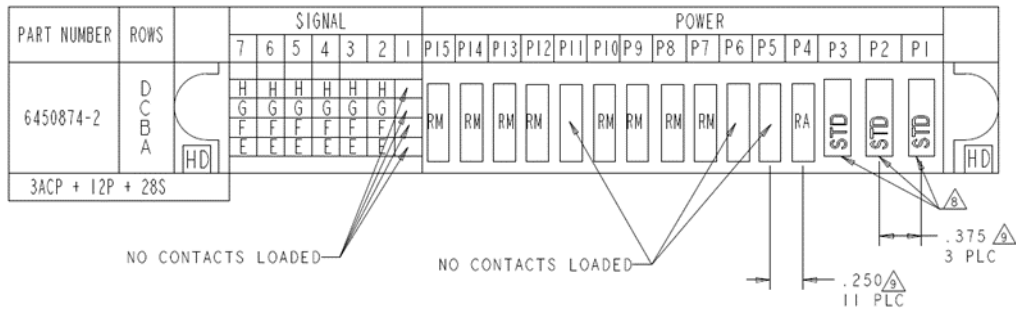 PART NUMBER ROWS SIGNAL POWER
7 6 5 4 3 2 1 P15 P14 P13 P12 P11 P10 P9 P8 P7 P6 P5 P4 P3 P2 P1
6450874-2
D H H H H H H
C G G G G G G
B F F F F F F
A E E E E E E
RM RM RM RM RM RM RM RM RA STD STD STD
HD HD
3ACP + 12P + 28S
8
NO CONTACTS LOADED
NO CONTACTS LOADED
.375 9
3 PLC
.250 9
11 PLC